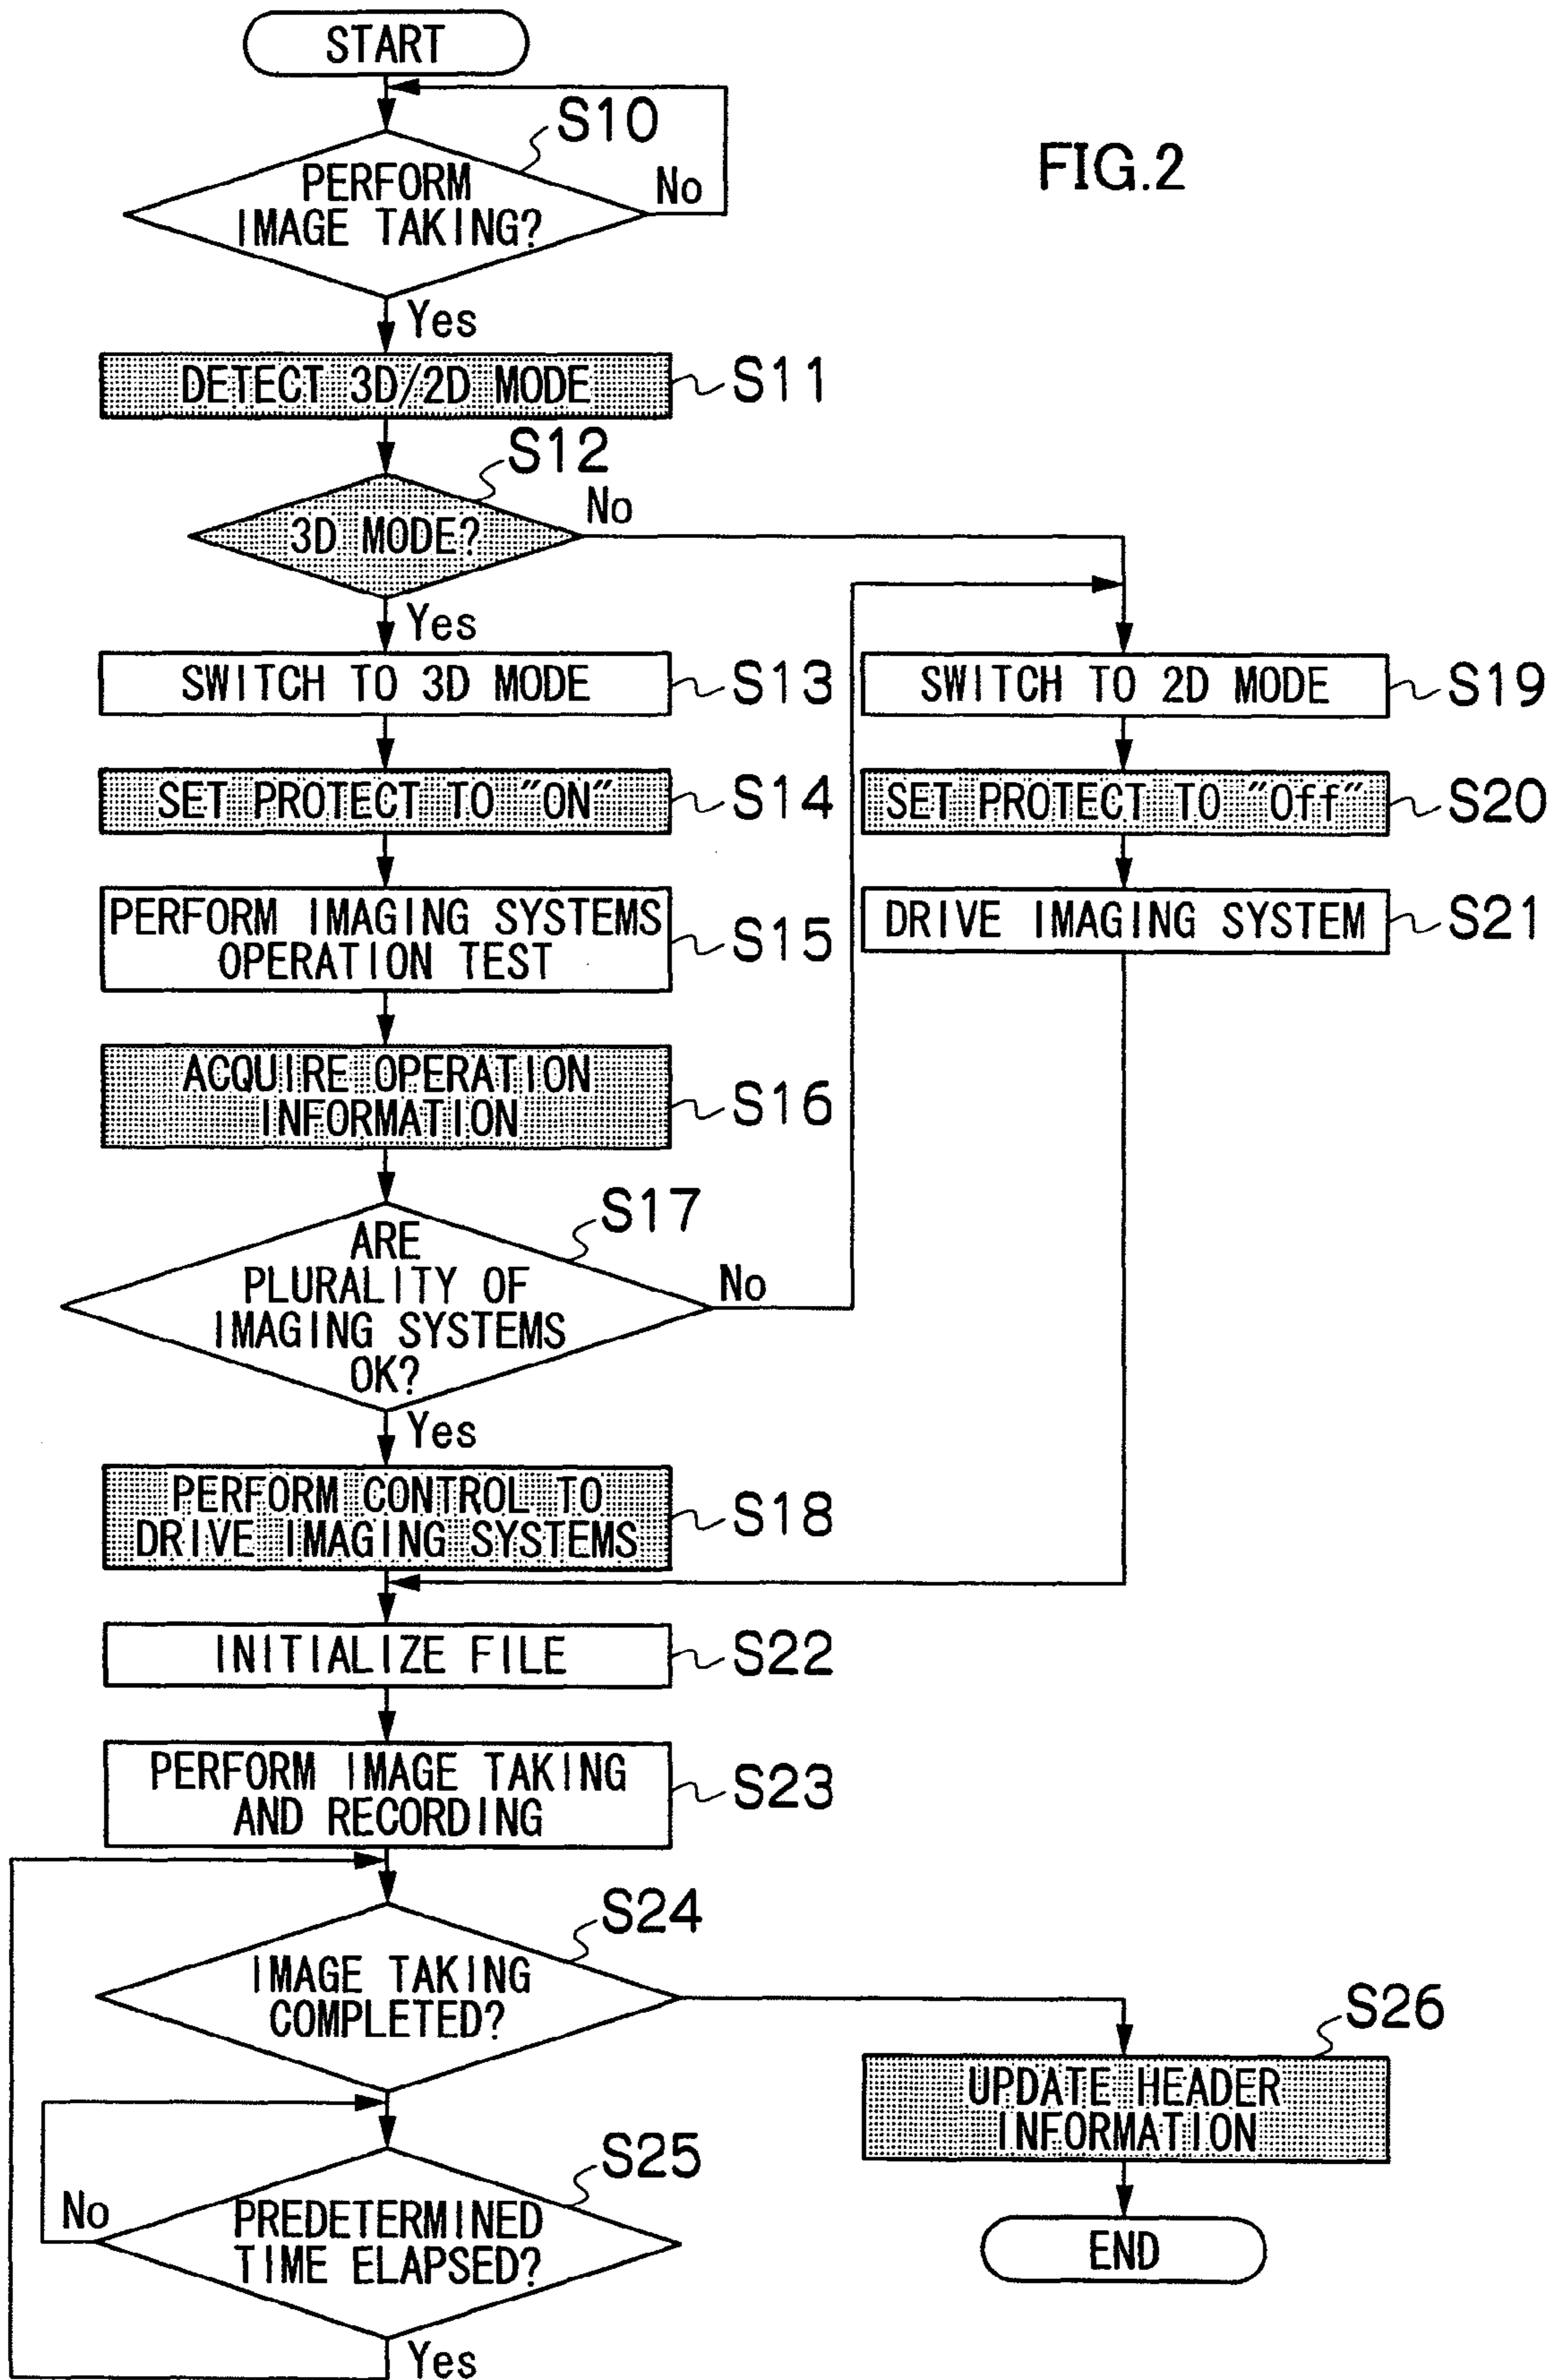 START
S10
FIG.2
PERFORM
IMAGE TAKING?
No
Yes
DETECT 3D/2D MODE
S11
S12
No
3D MODE?
Yes
SWITCH TO 3D MODE
S13
SWITCH TO 2D MODE
S19
SET PROTECT TO "ON"
S14
SET PROTECT TO "Off"
S20
PERFORM IMAGING SYSTEMS
OPERATION TEST
S15
DRIVE IMAGING SYSTEM
S21
ACQUIRE OPERATION
INFORMATION
S16
S17
ARE
PLURALITY OF
IMAGING SYSTEMS
OK?
No
Yes
PERFORM CONTROL TO
DRIVE IMAGING SYSTEMS
S18
INITIALIZE FILE
S22
PERFORM IMAGE TAKING
AND RECORDING
S23
S24
IMAGE TAKING
COMPLETED?
S26
UPDATE HEADER
INFORMATION
S25
No
PREDETERMINED
TIME ELAPSED?
END
Yes